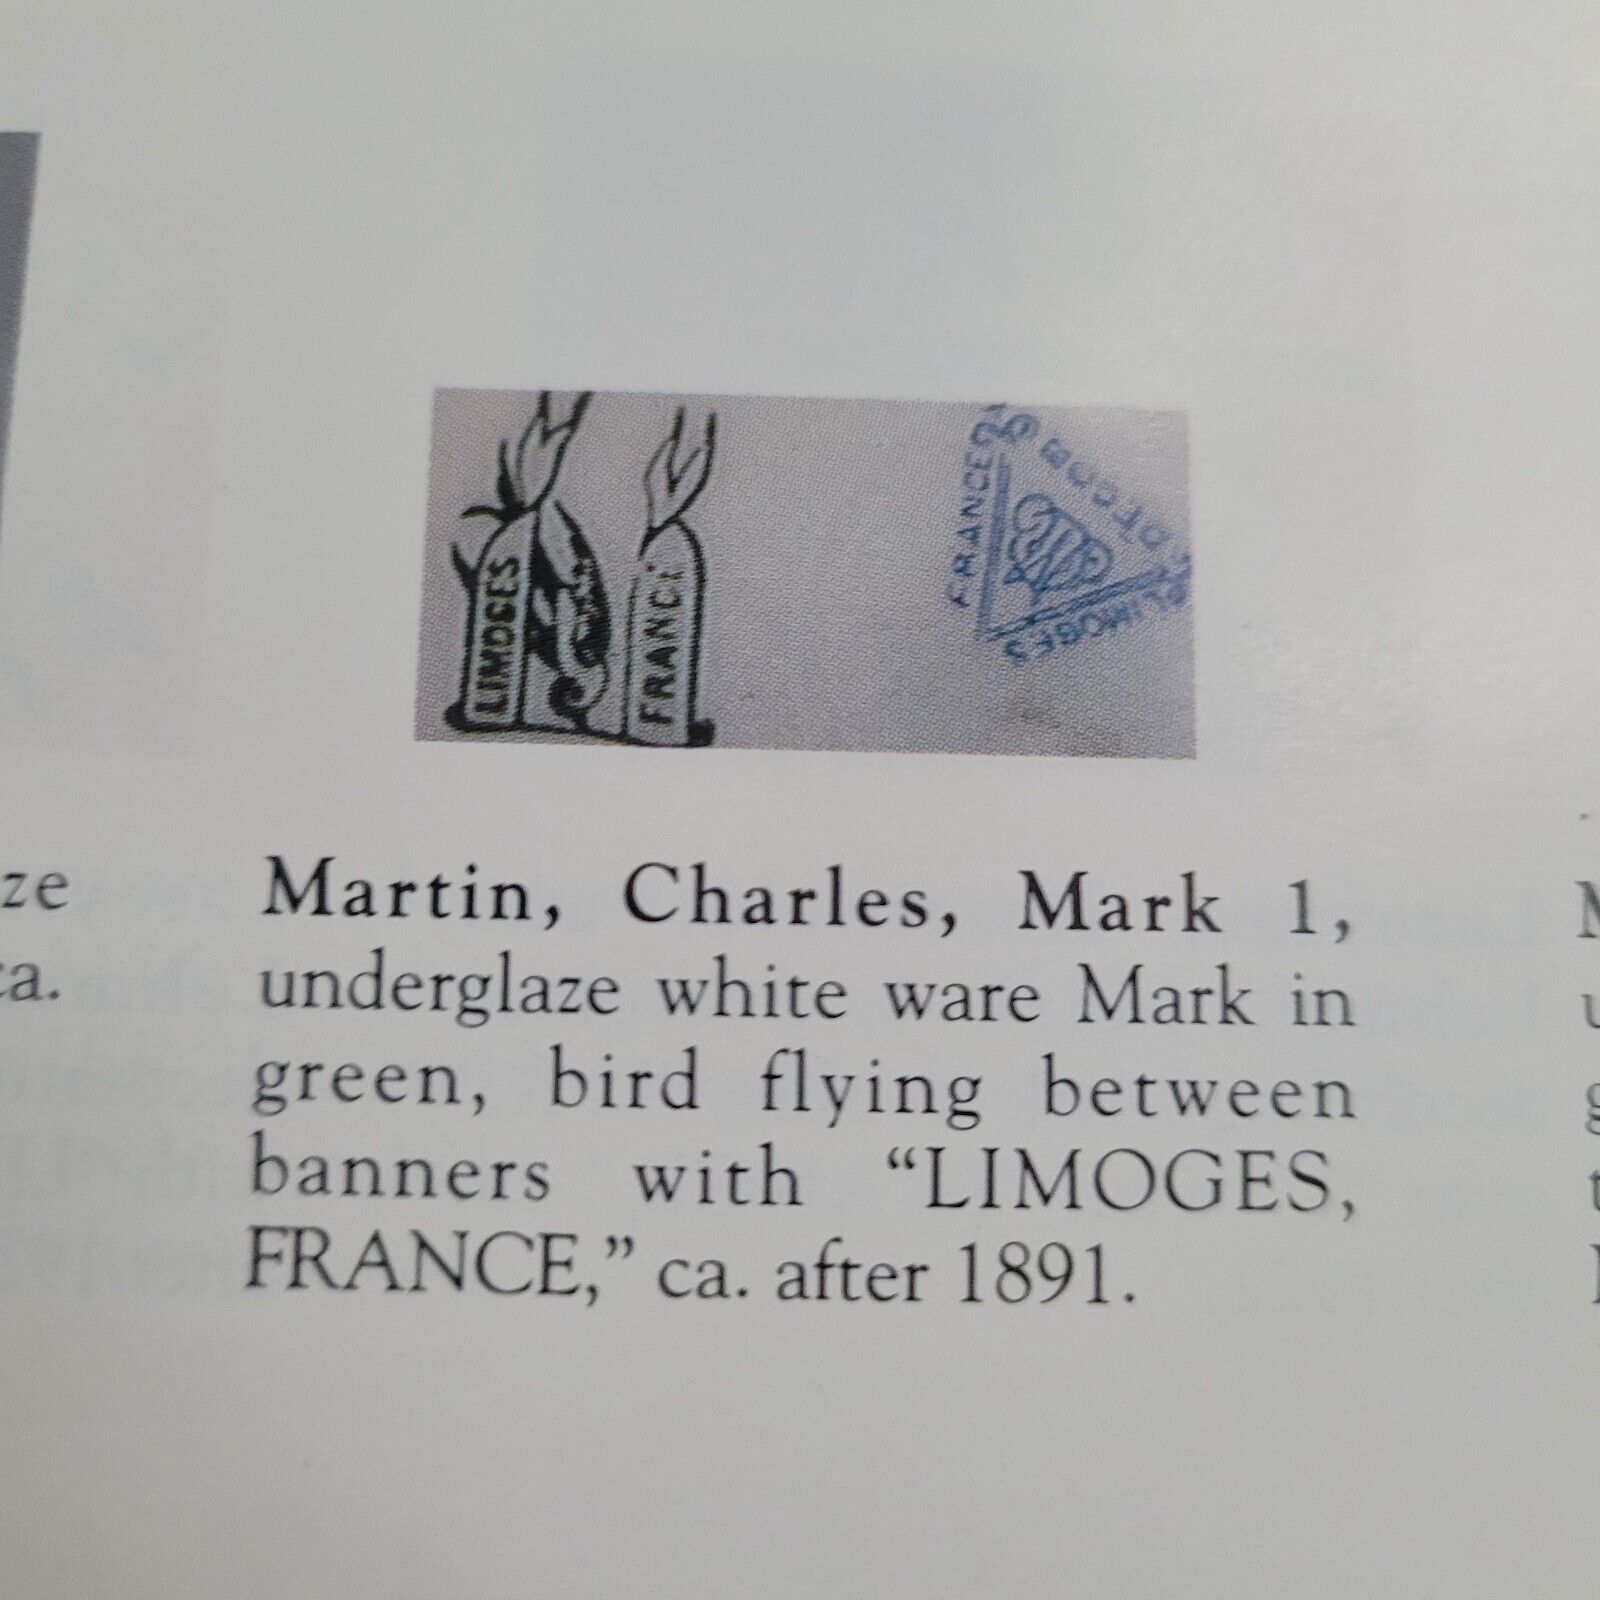 LIMOGES
FRANC
FRANCE
LIMOGES
ze
ca.
Martin, Charles, Mark 1,
underglaze white ware Mark in
green, bird flying between
banners with “LIMOGES,
FRANCE,” ca. after 1891.